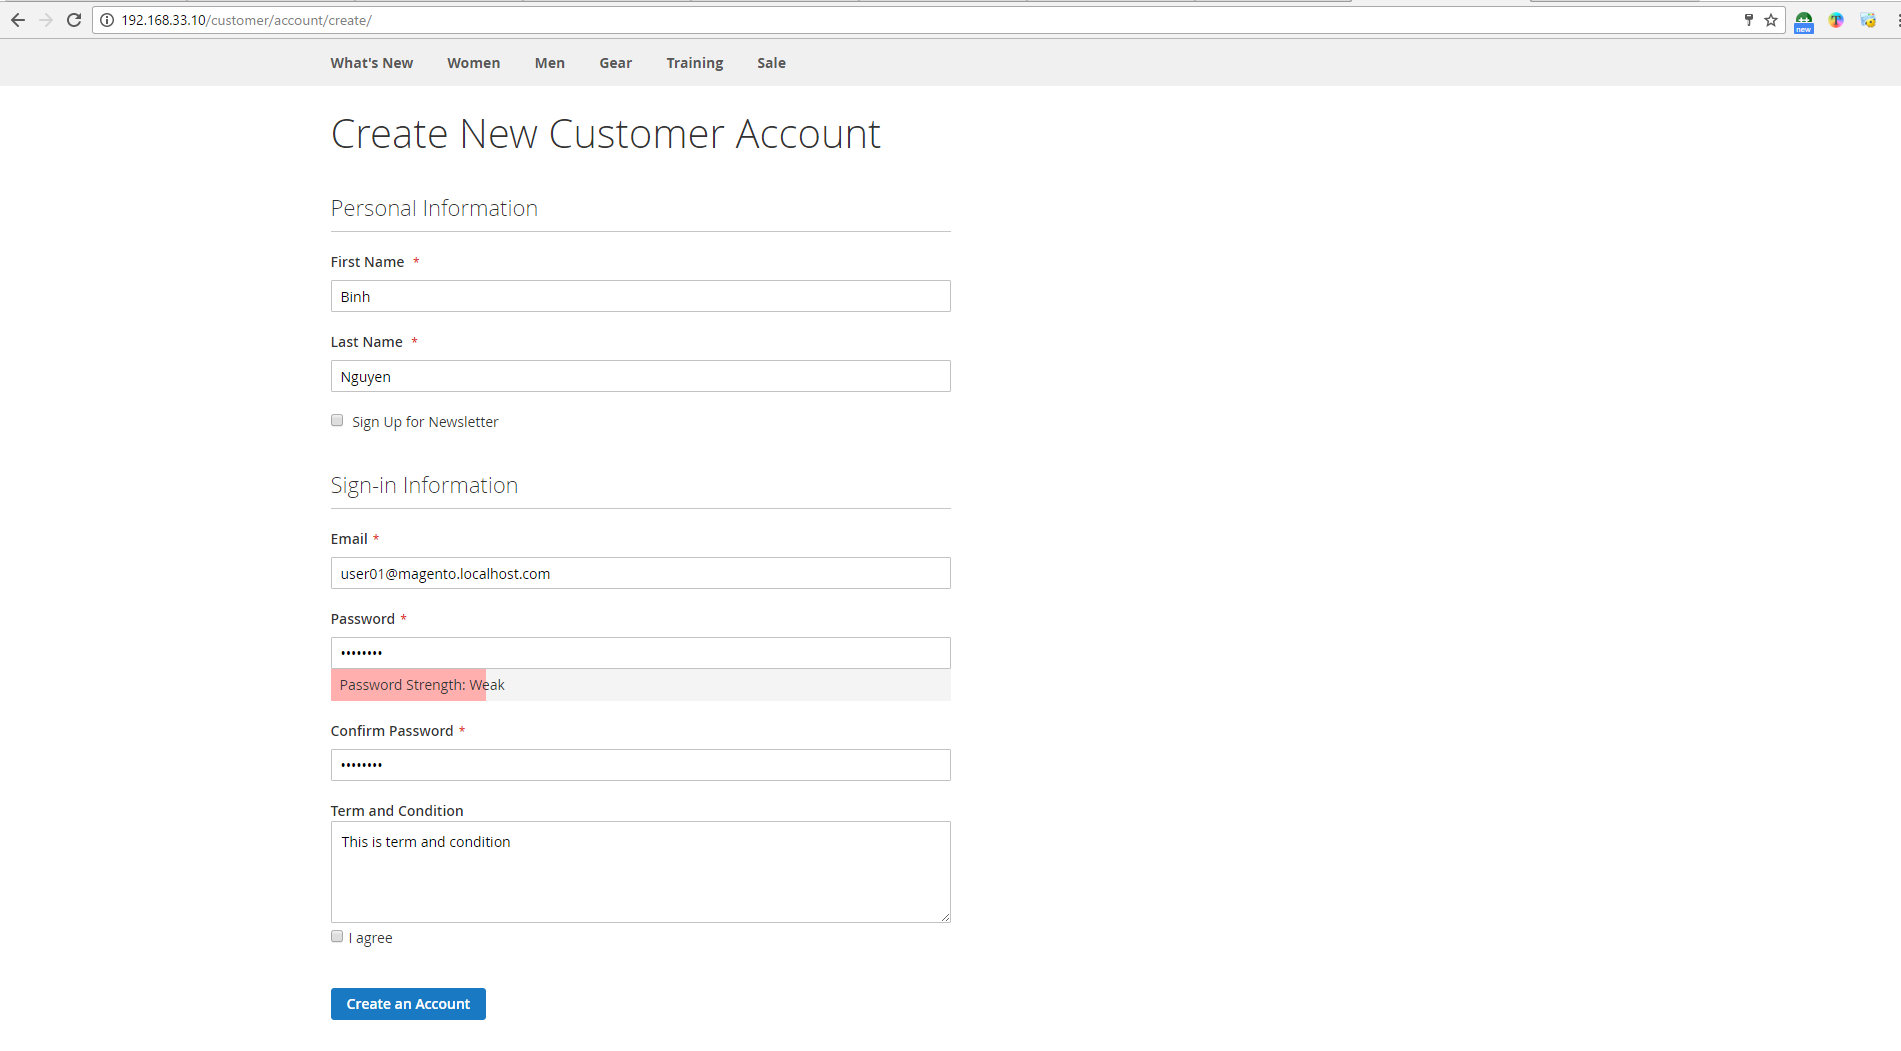 192.168.33.10/customer/account/create/
new
T
What's New Women Men Gear Training Sale
Create New Customer Account
Personal Information
First Name *
Binh
Last Name *
Nguyen
Sign Up for Newsletter
Sign-in Information
Email *
user01@magento.localhost.com
Password *
••••••••
Password Strength: Weak
Confirm Password *
••••••••
Term and Condition
This is term and condition
I agree
Create an Account